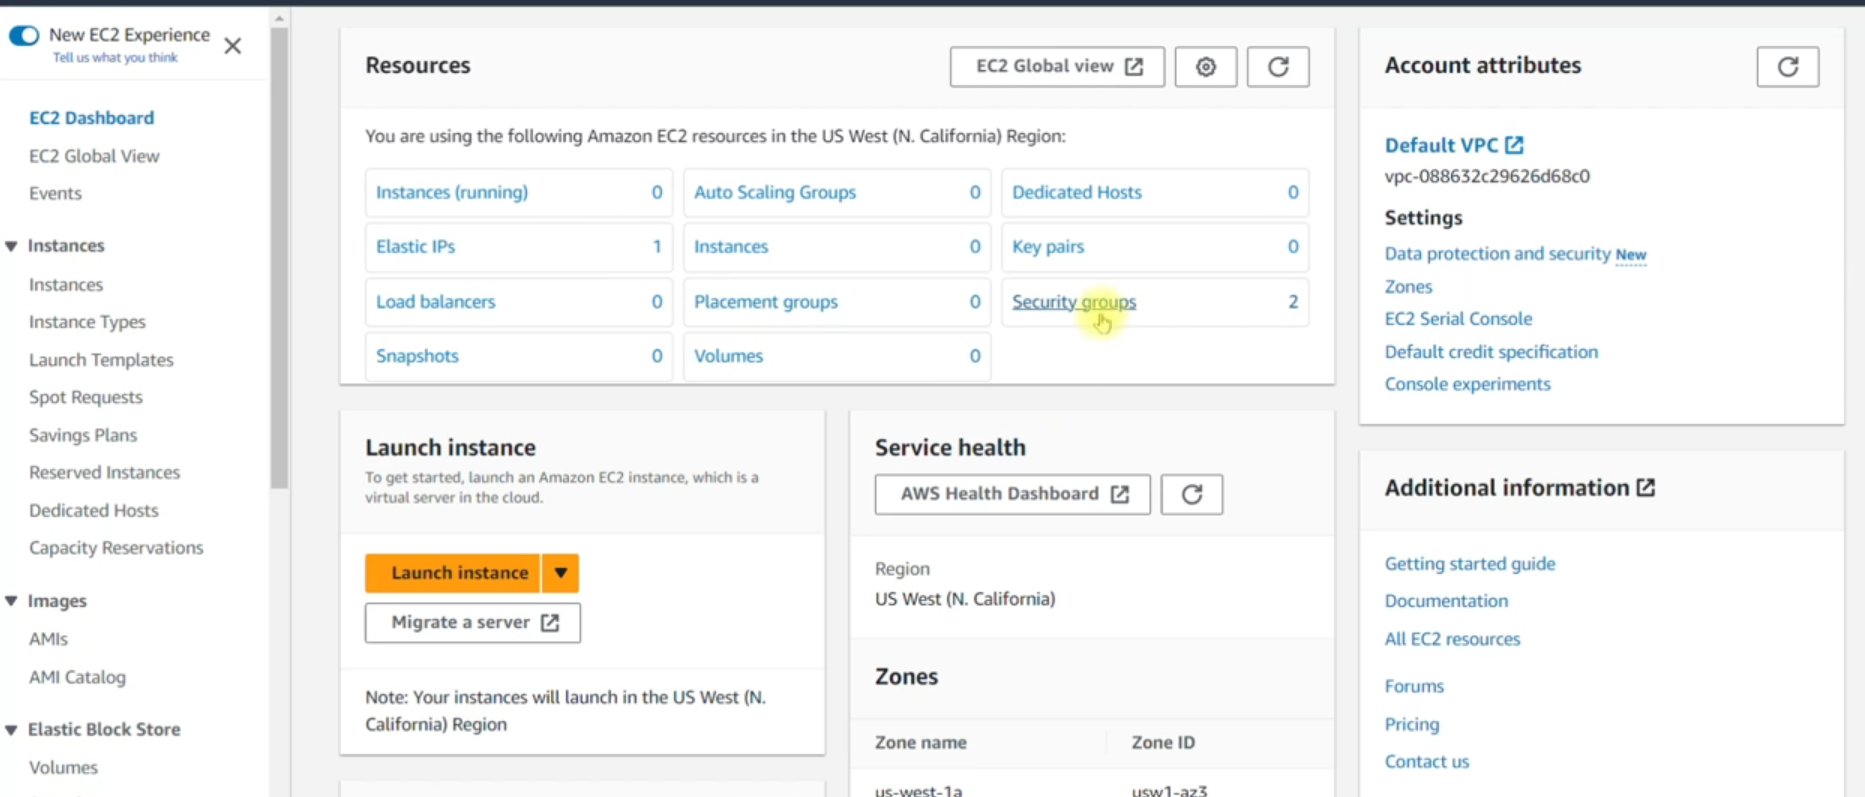 New EC2 Experience
Tell us what you think
EC2 Dashboard
EC2 Global View
Events
Instances
Instances
Instance Types
Launch Templates
Spot Requests
Savings Plans
Reserved Instances
Dedicated Hosts
Capacity Reservations
Images
AMIs
AMI Catalog
Elastic Block Store
Volumes
Resources
EC2 Global view
You are using the following Amazon EC2 resources in the US West (N. California) Region:
Instances (running) 0
Auto Scaling Groups 0
Dedicated Hosts 0
Elastic IPs 1
Instances 0
Key pairs 0
Load balancers 0
Placement groups 0
Security groups 2
Snapshots 0
Volumes 0
Launch instance
To get started, launch an Amazon EC2 instance, which is a
virtual server in the cloud.
Launch instance
Migrate a server
Note: Your instances will launch in the US West (N.
California) Region
Service health
AWS Health Dashboard
Region
US West (N. California)
Zones
Zone name Zone ID
us-west-1a usw1-az3
Account attributes
Default VPC
vpc-088632c29626d68c0
Settings
Data protection and security New
Zones
EC2 Serial Console
Default credit specification
Console experiments
Additional information
Getting started guide
Documentation
All EC2 resources
Forums
Pricing
Contact us